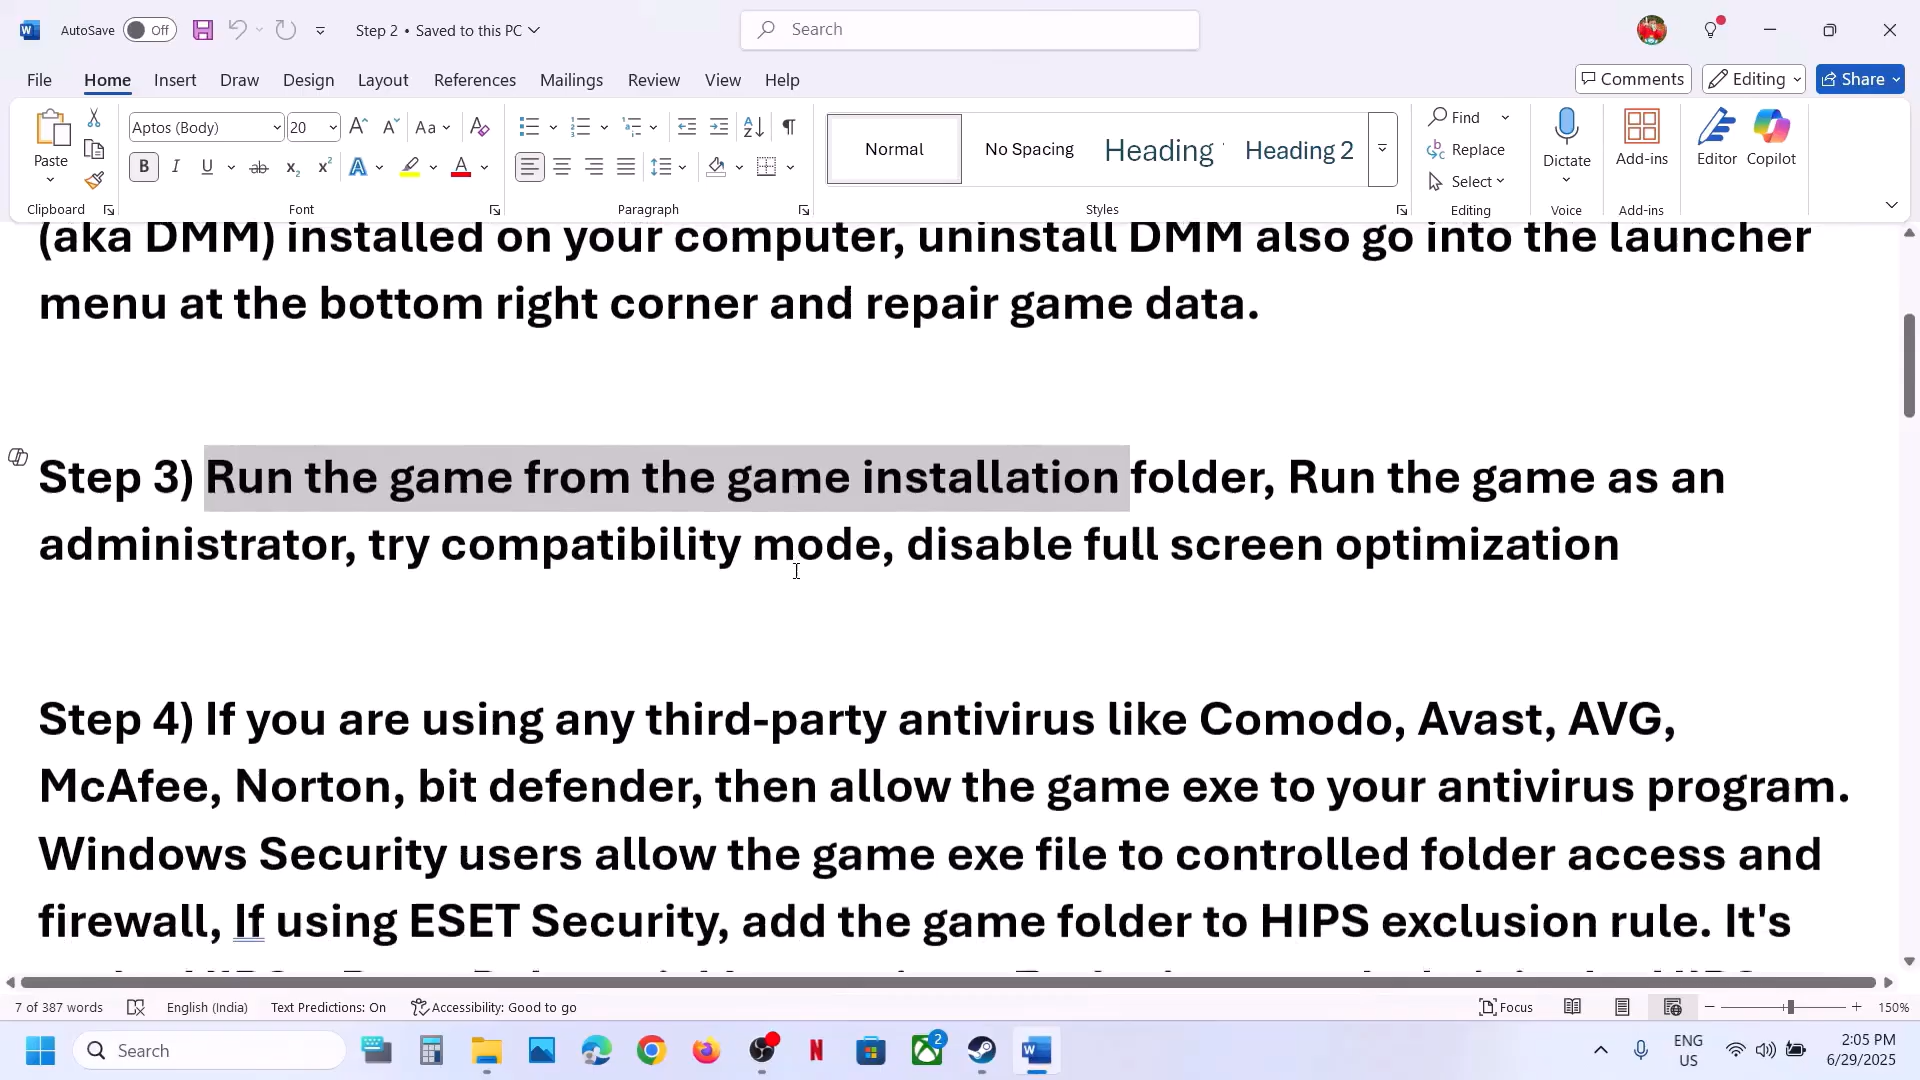 AutoSave Off Step 2 • Saved to this PC Search
File Home Insert Draw Design Layout References Mailings Review View Help Comments Editing Share
Paste Aptos (Body) 20 Aa Normal No Spacing Heading Heading 2 Find Replace Select Dictate Add-ins Editor Copilot
Clipboard Font Paragraph Styles Editing Voice Add-ins
(aka DMM) installed on your computer, uninstall DMM also go into the launcher
menu at the bottom right corner and repair game data.
Step 3) Run the game from the game installation folder, Run the game as an
administrator, try compatibility mode, disable full screen optimization
Step 4) If you are using any third-party antivirus like Comodo, Avast, AVG,
McAfee, Norton, bit defender, then allow the game exe to your antivirus program.
Windows Security users allow the game exe file to controlled folder access and
firewall, If using ESET Security, add the game folder to HIPS exclusion rule. It's
7 of 387 words English (India) Text Predictions: On Accessibility: Good to go Focus 150%
Search 2 ENG US 2:05 PM 6/29/2025